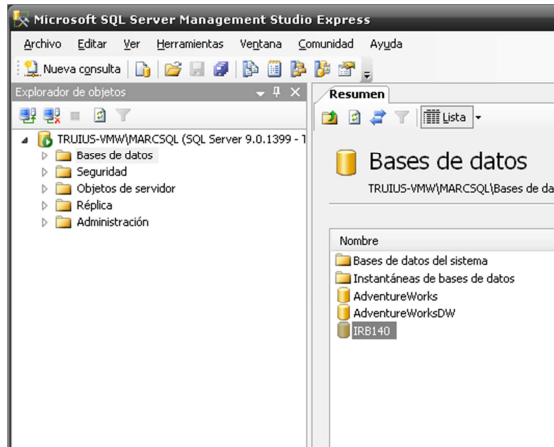 Microsoft SQL Server Management Studio Express
Archivo Editar Ver Herramientas Ventana Comunidad Ayuda
Nueva consulta
Explorador de objetos
Resumen
Lista
TRUIUS-VMW\MARCSQL (SQL Server 9.0.1399 - T
Bases de datos
Seguridad
Objetos de servidor
Réplica
Administración
Bases de datos
TRUIUS-VMW\MARCSQL\Bases de da
Nombre
Bases de datos del sistema
Instantáneas de bases de datos
AdventureWorks
AdventureWorksDW
IRB140